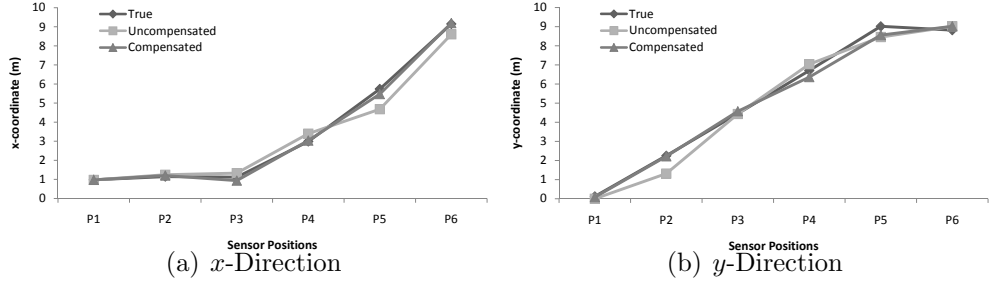 True
Uncompensated
Compensated
x-coordinate (m)
10
9
8
7
6
5
4
3
2
1
0
P1 P2 P3 P4 P5 P6
Sensor Positions
(a) x-Direction
True
Uncompensated
Compensated
y-coordinate (m)
10
9
8
7
6
5
4
3
2
1
0
P1 P2 P3 P4 P5 P6
Sensor Positions
(b) y-Direction